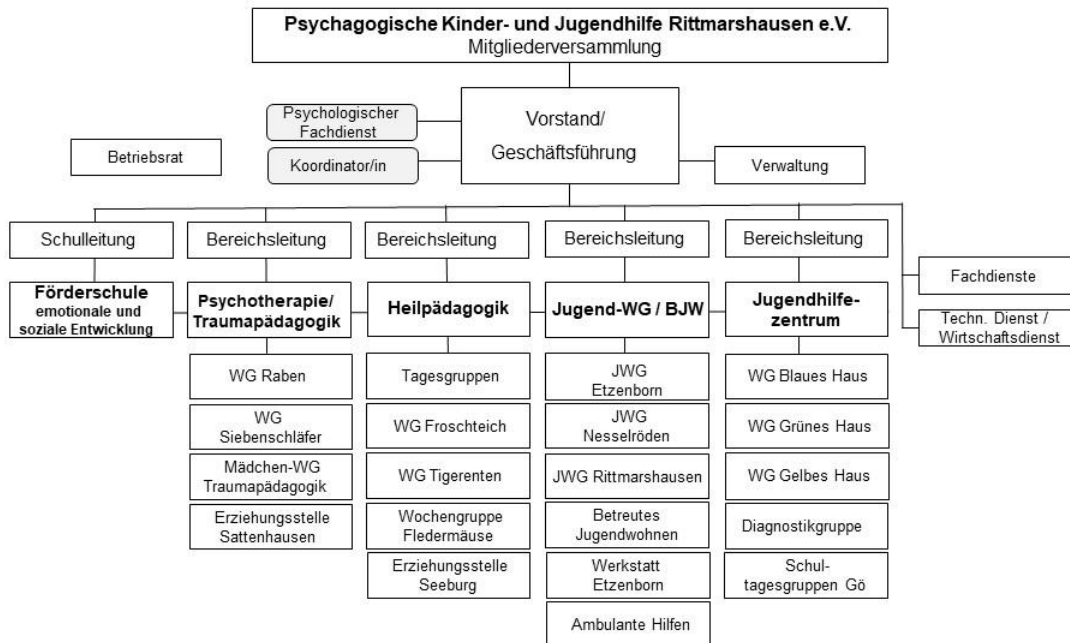 Psychagogische Kinder- und Jugendhilfe Rittmarshausen e.V.
Mitgliederversammlung
Psychologischer
Fachdienst
Vorstand/
Geschäftsführung
Betriebsrat
Koordinator/in
Verwaltung
Schulleitung
Bereichsleitung
Bereichsleitung
Bereichsleitung
Bereichsleitung
Fachdienste
Techn. Dienst /
Wirtschaftsdienst
Förderschule
emotionale und
soziale Entwicklung
Psychotherapie/
Traumapädagogik
Heilpädagogik
Jugend-WG / BJW
Jugendhilfe-
zentrum
WG Raben
WG
Siebenschläfer
Mädchen-WG
Traumapädagogik
Erziehungsstelle
Sattenhausen
Tagesgruppen
WG Froschteich
WG Tigerenten
Wochengruppe
Fledermäuse
Erziehungsstelle
Seeburg
JWG
Etzenborn
JWG
Nesselröden
JWG Rittmarshausen
Betreutes
Jugendwohnen
Werkstatt
Etzenborn
Ambulante Hilfen
WG Blaues Haus
WG Grünes Haus
WG Gelbes Haus
Diagnostikgruppe
Schul-
tagesgruppen Gö